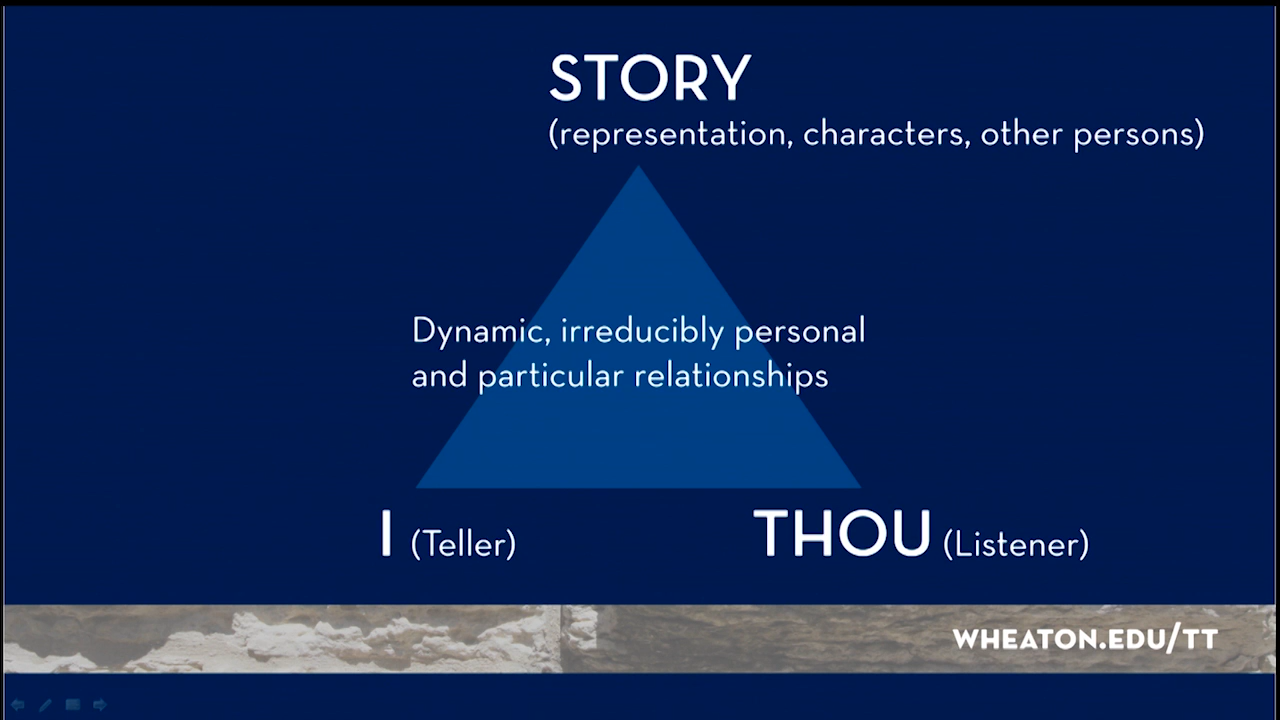 STORY
(representation, characters, other persons)
Dynamic, irreducibly personal
and particular relationships
I (Teller)
THOU (Listener)
WHEATON.EDU/TT